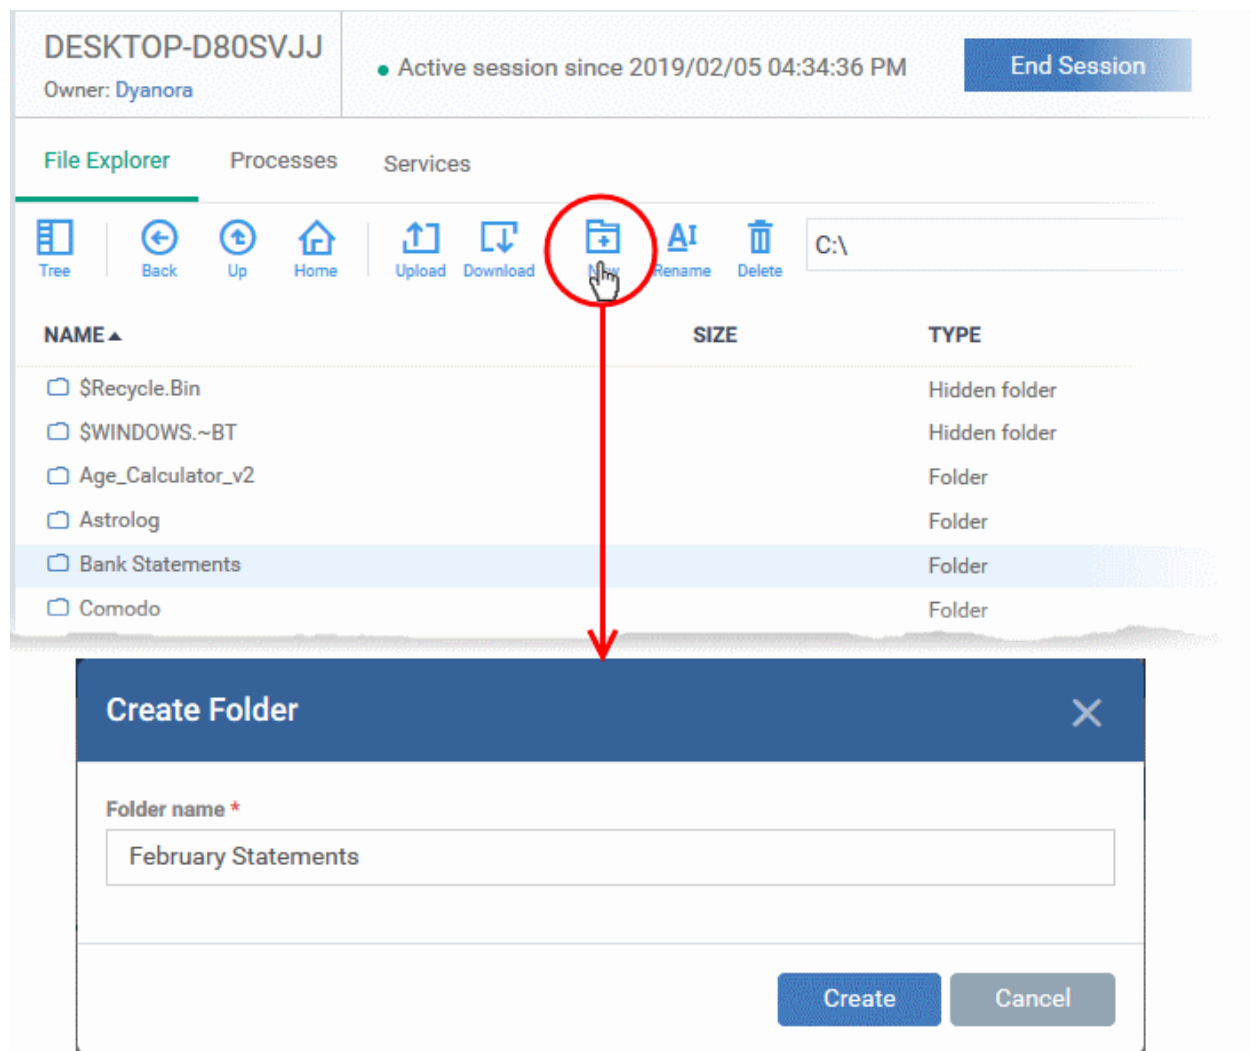 DESKTOP-D80SVJJ
Owner: Dyanora
Active session since 2019/02/05 04:34:36 PM
End Session
File Explorer Processes Services
Tree Back Up Home Upload Download New Rename Delete
C:\
NAME SIZE TYPE
$Recycle.Bin Hidden folder
$WINDOWS.~BT Hidden folder
Age_Calculator_v2 Folder
Astrolog Folder
Bank Statements Folder
Comodo Folder
Create Folder
Folder name *
February Statements
Create Cancel